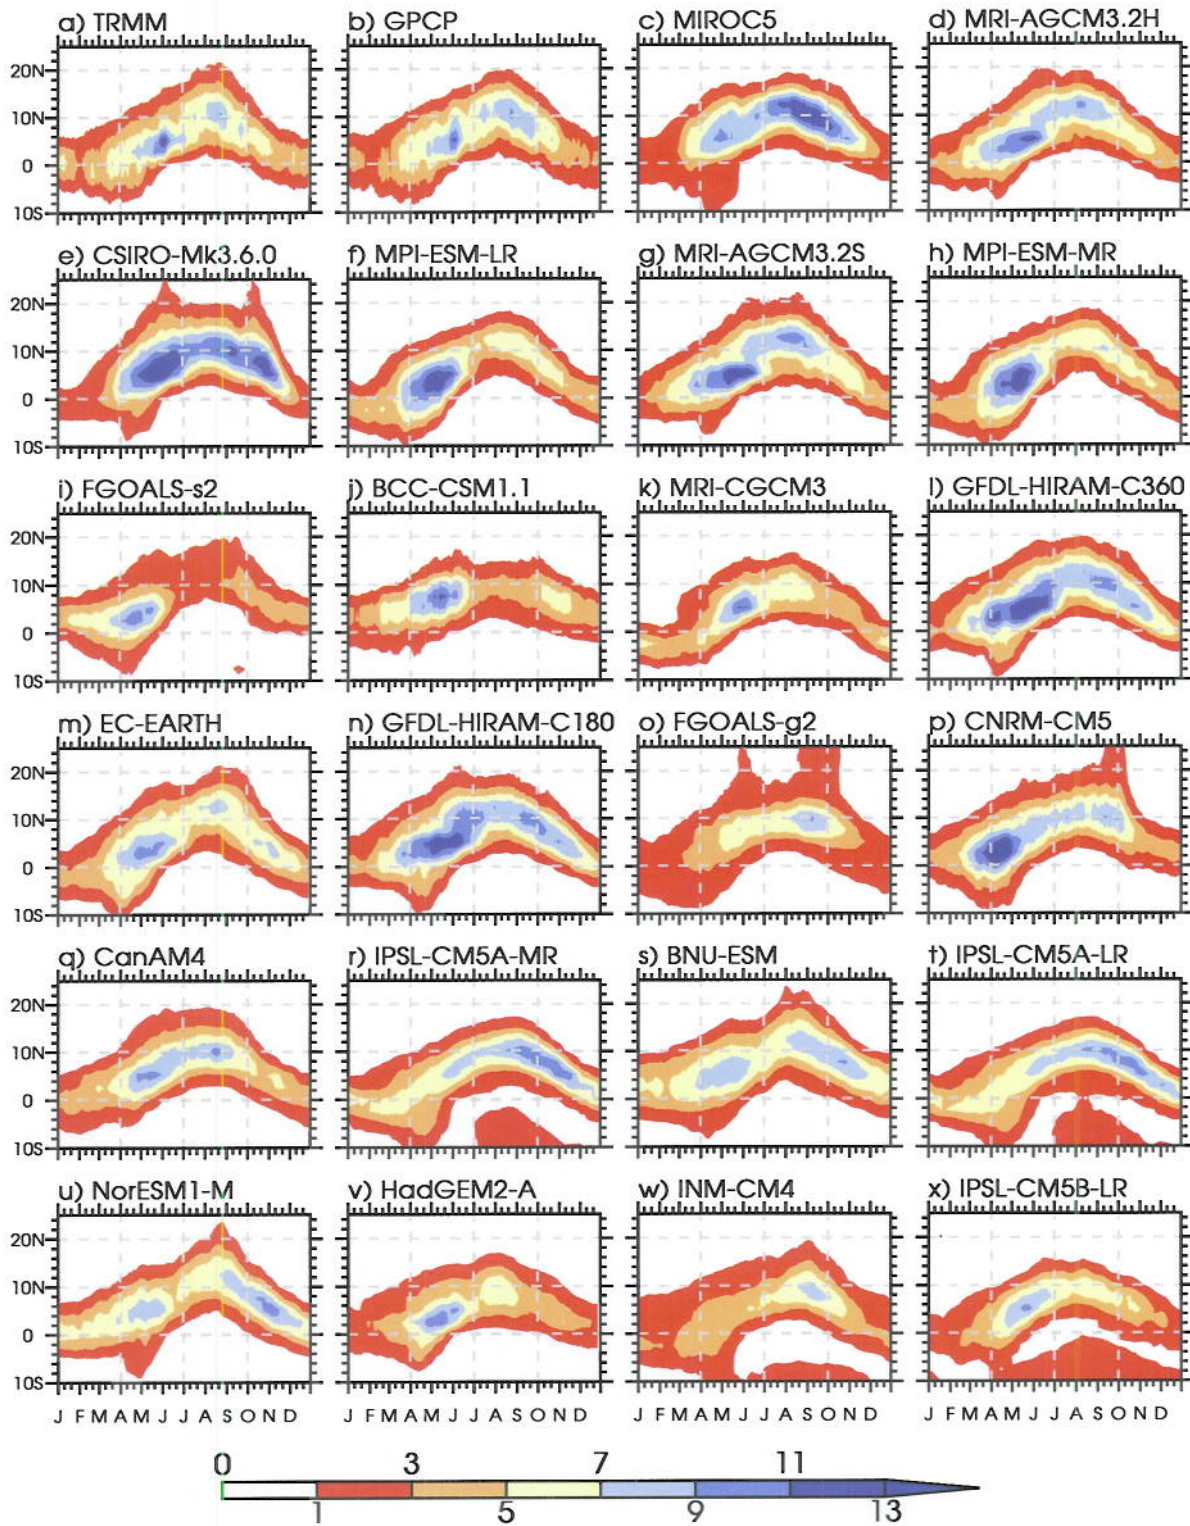 a) TRMM b) GPCP c) MIROC5 d) MRI-AGCM3.2H
20N
10N
0
10S
e) CSIRO-Mk3.6.0 f) MPI-ESM-LR g) MRI-AGCM3.2S h) MPI-ESM-MR
20N
10N
0
10S
i) FGOALS-s2 j) BCC-CSM1.1 k) MRI-CGCM3 l) GFDL-HIRAM-C360
20N
10N
0
10S
m) EC-EARTH n) GFDL-HIRAM-C180 o) FGOALS-g2 p) CNRM-CM5
20N
10N
0
10S
q) CanAM4 r) IPSL-CM5A-MR s) BNU-ESM t) IPSL-CM5A-LR
20N
10N
0
10S
u) NorESM1-M v) HadGEM2-A w) INM-CM4 x) IPSL-CM5B-LR
20N
10N
0
10S
J F M A M J J A S O N D J F M A M J J A S O N D J F M A M J J A S O N D J F M A M J J A S O N D
0 3 7 11
1 5 9 13